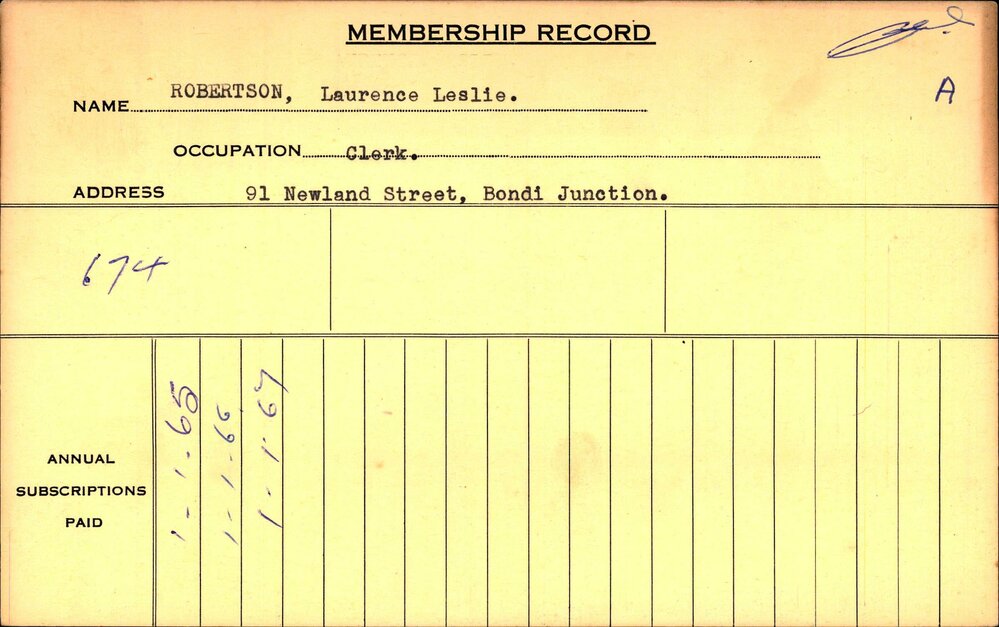 MEMBERSHIP RECORD
A
NAME ROBERTSON, Laurence Leslie.
OCCUPATION Clerk.
ADDRESS 91 Newland Street, Bondi Junction.
674
ANNUAL SUBSCRIPTIONS PAID
1-1-65
1-1-66
1-1-67